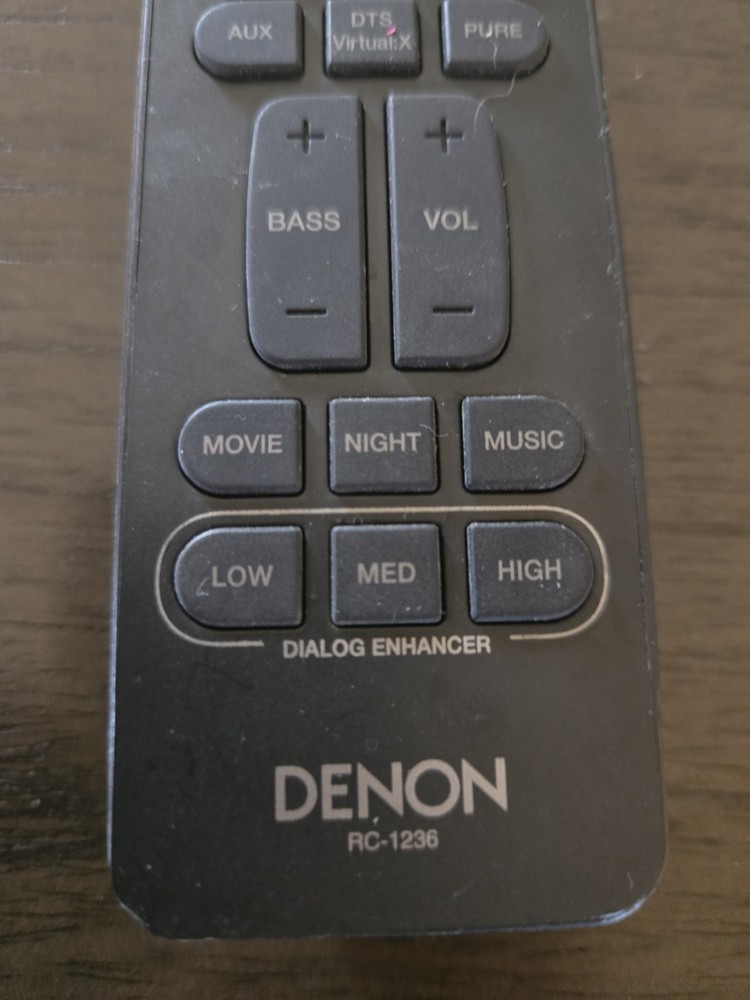 AUX
DTS
Virtual:X
PURE
+ +
BASS VOL
— —
MOVIE NIGHT MUSIC
LOW MED HIGH
DIALOG ENHANCER
DENON
RC-1236